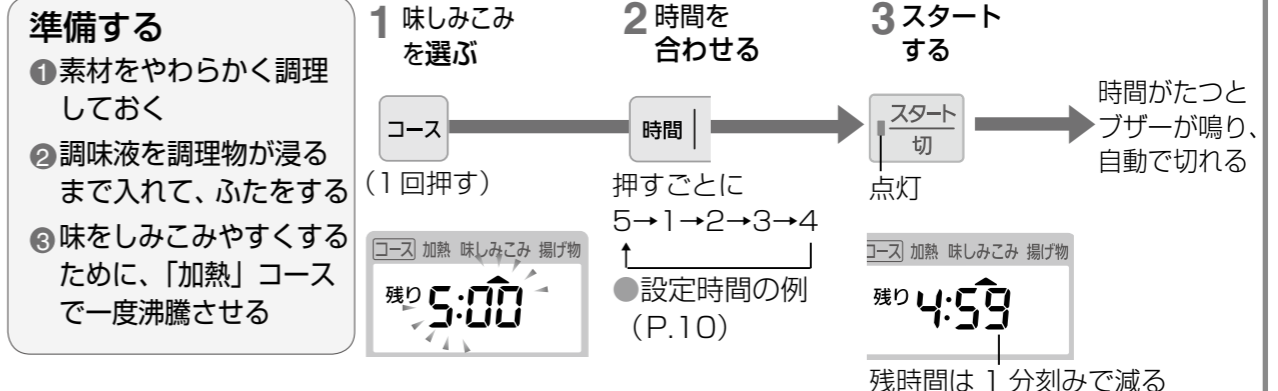 準備する
❶素材をやわらかく調理
しておく
❷調味液を調理物が浸る
まで入れて、ふたをする
❸味をしみこみやすくする
ために、「加熱」コース
で一度沸騰させる
1 味しみこみ
を選ぶ
コース
(1回押す)
コース 加熱 味しみこみ 揚げ物
残り 5:00
2 時間を
合わせる
時間
押すごとに
5→1→2→3→4
●設定時間の例
(P.10)
3 スタート
する
スタート
切
点灯
コース 加熱 味しみこみ 揚げ物
残り 4:59
残時間は 1 分刻みで減る
時間がたつと
ブザーが鳴り、
自動で切れる